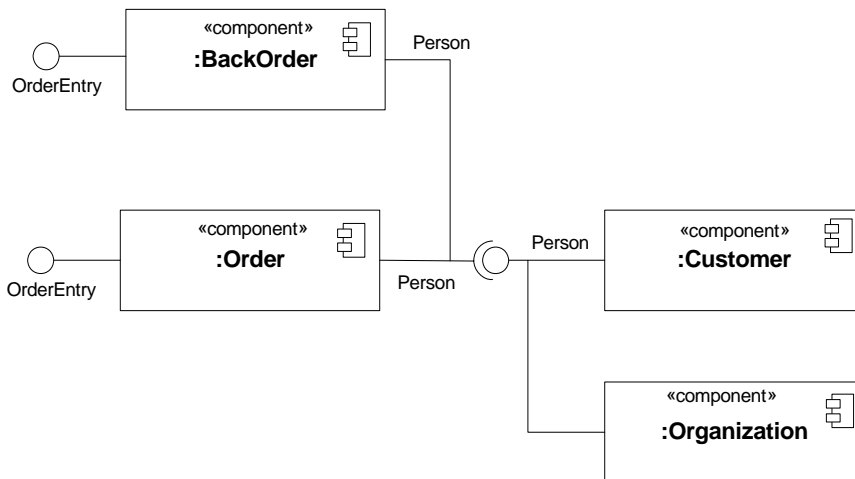 «component»
:BackOrder
OrderEntry
Person
«component»
:Order
OrderEntry
Person
Person
«component»
:Customer
«component»
:Organization